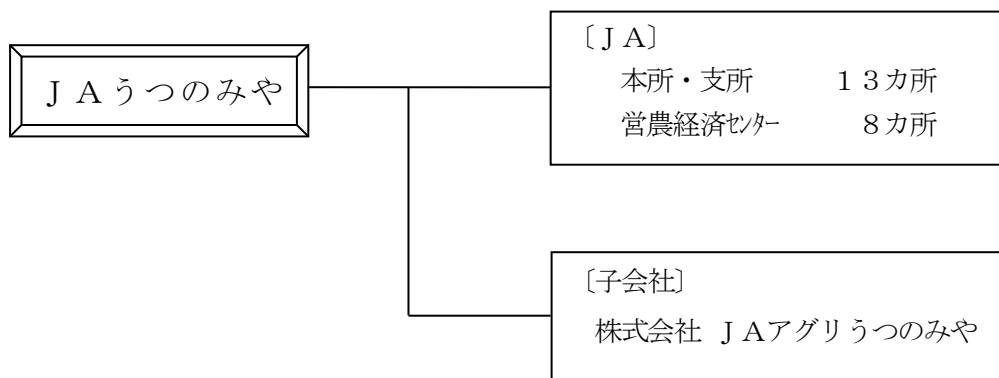 ＪＡうつのみや
〔ＪＡ〕
本所・支所　　　１３カ所
営農経済ｾﾝﾀｰ　　　８カ所
〔子会社〕
株式会社　ＪＡアグリうつのみや